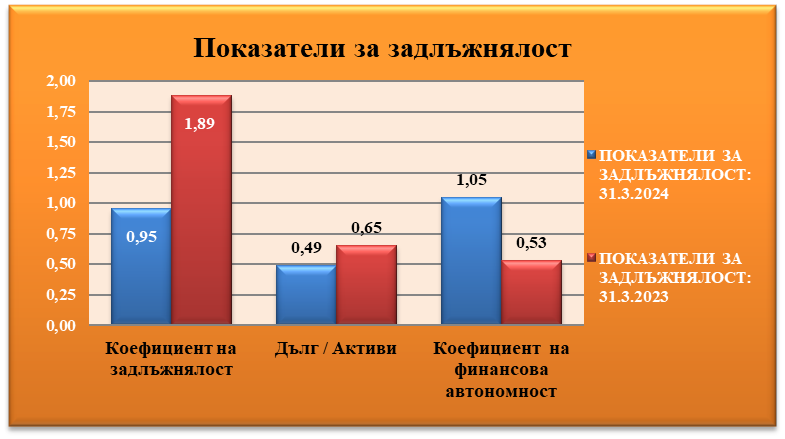 Показатели за задлъжнялост
2,00
1,75
1,50
1,25
1,00
0,75
0,50
0,25
0,00
0,95
1,89
0,49
0,65
1,05
0,53
Коефициент на
задлъжнялост
Дълг / Активи
Коефициент на
финансова
автономност
ПОКАЗАТЕЛИ ЗА
ЗАДЛЪЖНЯЛОСТ:
31.3.2024
ПОКАЗАТЕЛИ ЗА
ЗАДЛЪЖНЯЛОСТ:
31.3.2023